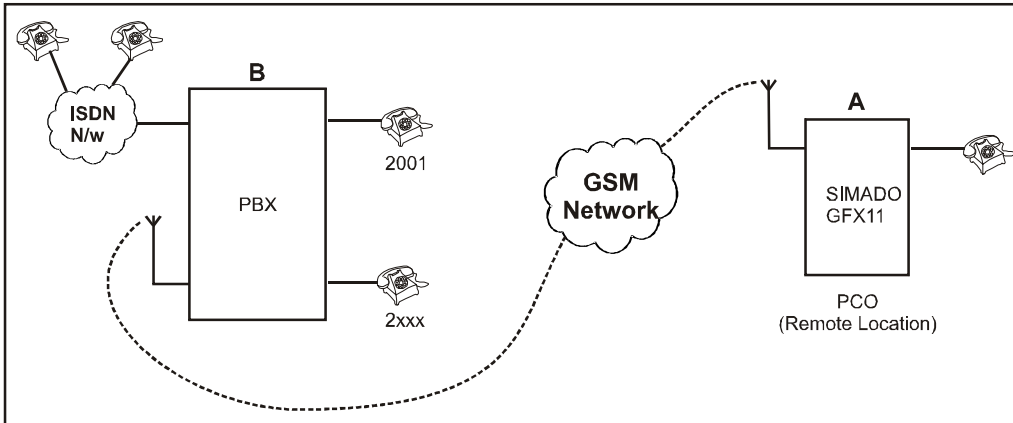 B
ISDN
N/w
2001
PBX
2xxx
GSM
Network
A
SIMADO
GFX11
PCO
(Remote Location)